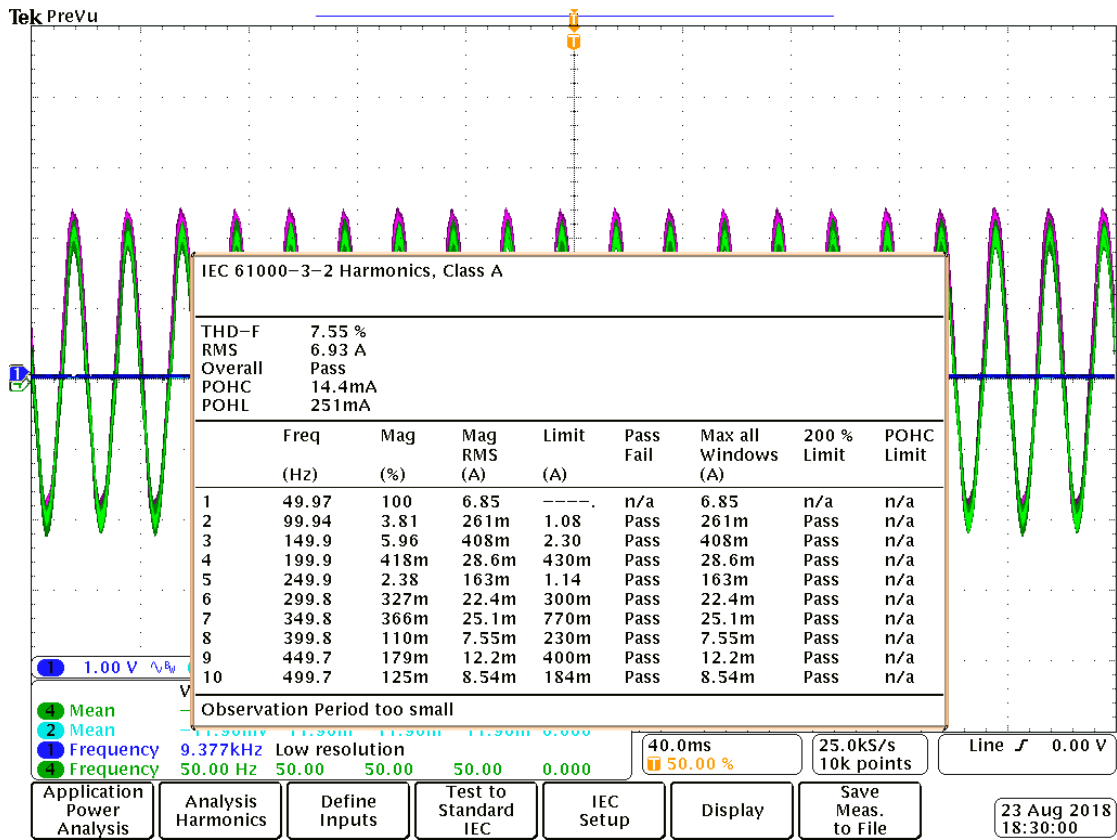 Tek PreVu
T
T
1
IEC 61000-3-2 Harmonics, Class A
THD-F 7.55 %
RMS 6.93 A
Overall Pass
POHC 14.4mA
POHL 251mA
Freq Mag Mag Limit Pass Max all 200 % POHC
RMS Fail Windows Limit Limit
(Hz) (%) (A) (A) (A)
1 49.97 100 6.85 ----. n/a 6.85 n/a n/a
2 99.94 3.81 261m 1.08 Pass 261m Pass n/a
3 149.9 5.96 408m 2.30 Pass 408m Pass n/a
4 199.9 418m 28.6m 430m Pass 28.6m Pass n/a
5 249.9 2.38 163m 1.14 Pass 163m Pass n/a
6 299.8 327m 22.4m 300m Pass 22.4m Pass n/a
7 349.8 366m 25.1m 770m Pass 25.1m Pass n/a
8 399.8 110m 7.55m 230m Pass 7.55m Pass n/a
9 449.7 179m 12.2m 400m Pass 12.2m Pass n/a
10 499.7 125m 8.54m 184m Pass 8.54m Pass n/a
Observation Period too small
1 1.00 V BW
V
4 Mean
2 Mean
1 Frequency 9.377kHz Low resolution
4 Frequency 50.00 Hz 50.00 50.00 50.00 0.000
40.0ms
T 50.00 %
25.0kS/s
10k points
Line 0.00 V
Application
Power
Analysis
Analysis
Harmonics
Define
Inputs
Test to
Standard
IEC
IEC
Setup
Display
Save
Meas.
to File
23 Aug 2018
18:30:00